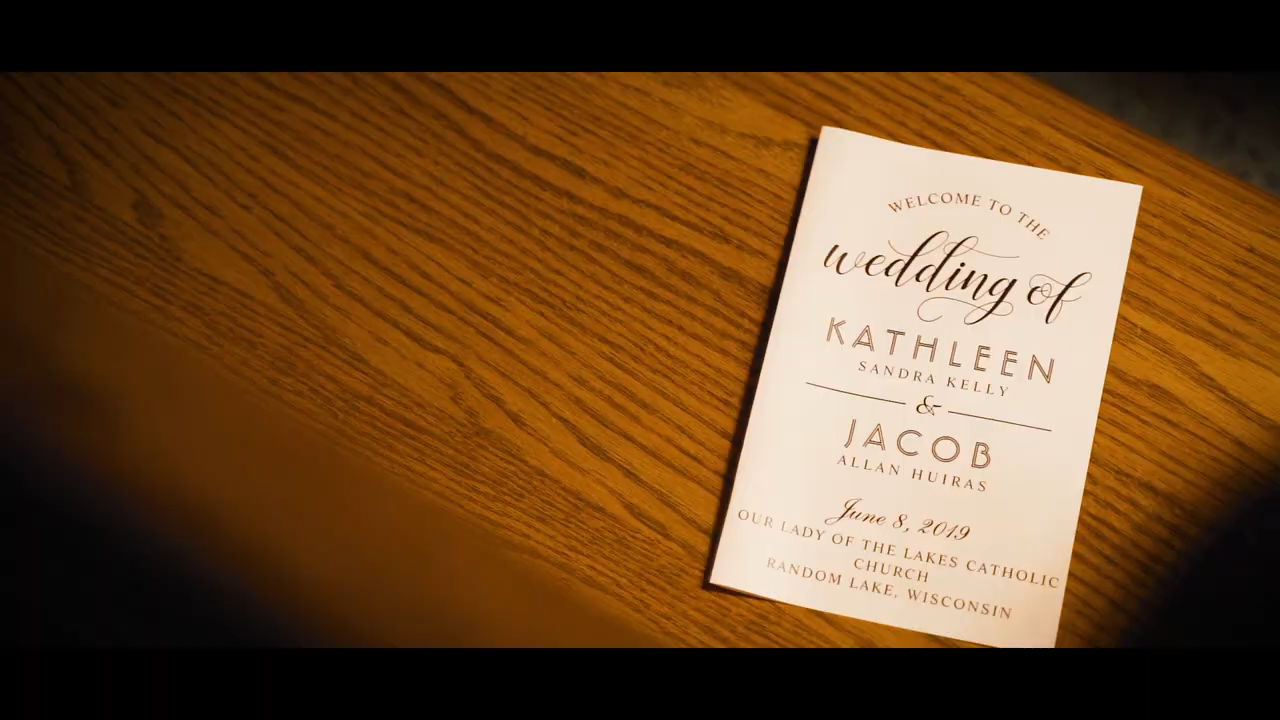 WELCOME TO THE
wedding of
KATHLEEN
SANDRA KELLY
&
JACOB
ALLAN HUIRAS
June 8, 2019
OUR LADY OF THE LAKES CATHOLIC
CHURCH
RANDOM LAKE, WISCONSIN